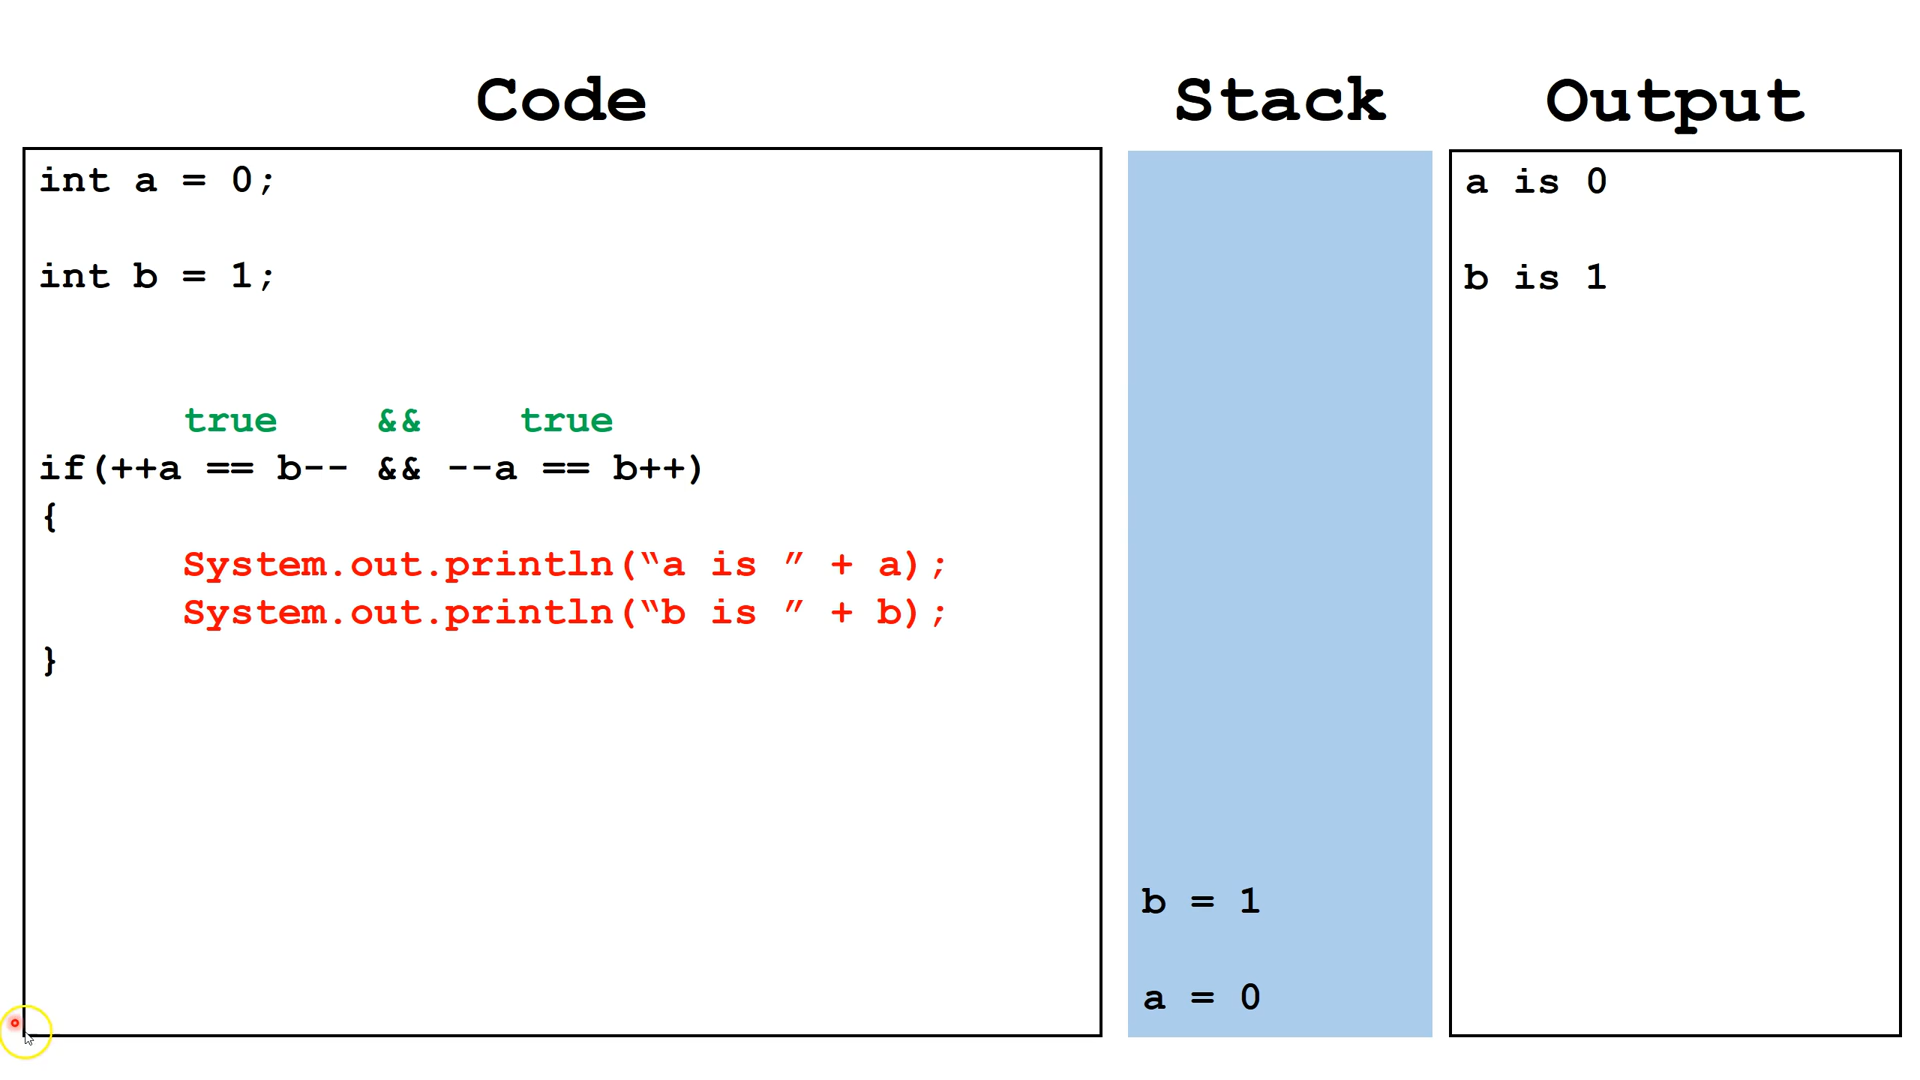 Code
int a = 0;
int b = 1;
true && true
if(++a == b-- && --a == b++)
{
System.out.println(“a is ” + a);
System.out.println(“b is ” + b);
}
Stack
b = 1
a = 0
Output
a is 0
b is 1